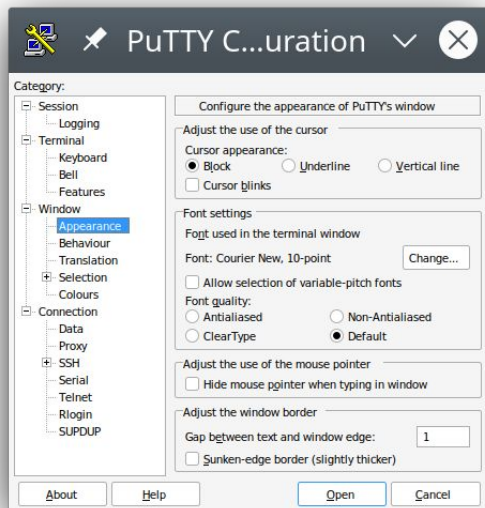 PuTTY C...uration
Category:
Session
Logging
Terminal
Keyboard
Bell
Features
Window
Appearance
Behaviour
Translation
Selection
Colours
Connection
Data
Proxy
SSH
Serial
Telnet
Rlogin
SUPDUP
Configure the appearance of PuTTY's window
Adjust the use of the cursor
Cursor appearance:
Block Underline Vertical line
Cursor blinks
Font settings
Font used in the terminal window
Font: Courier New, 10-point Change...
Allow selection of variable-pitch fonts
Font quality:
Antialiased Non-Antialiased
ClearType Default
Adjust the use of the mouse pointer
Hide mouse pointer when typing in window
Adjust the window border
Gap between text and window edge: 1
Sunken-edge border (slightly thicker)
About Help Open Cancel